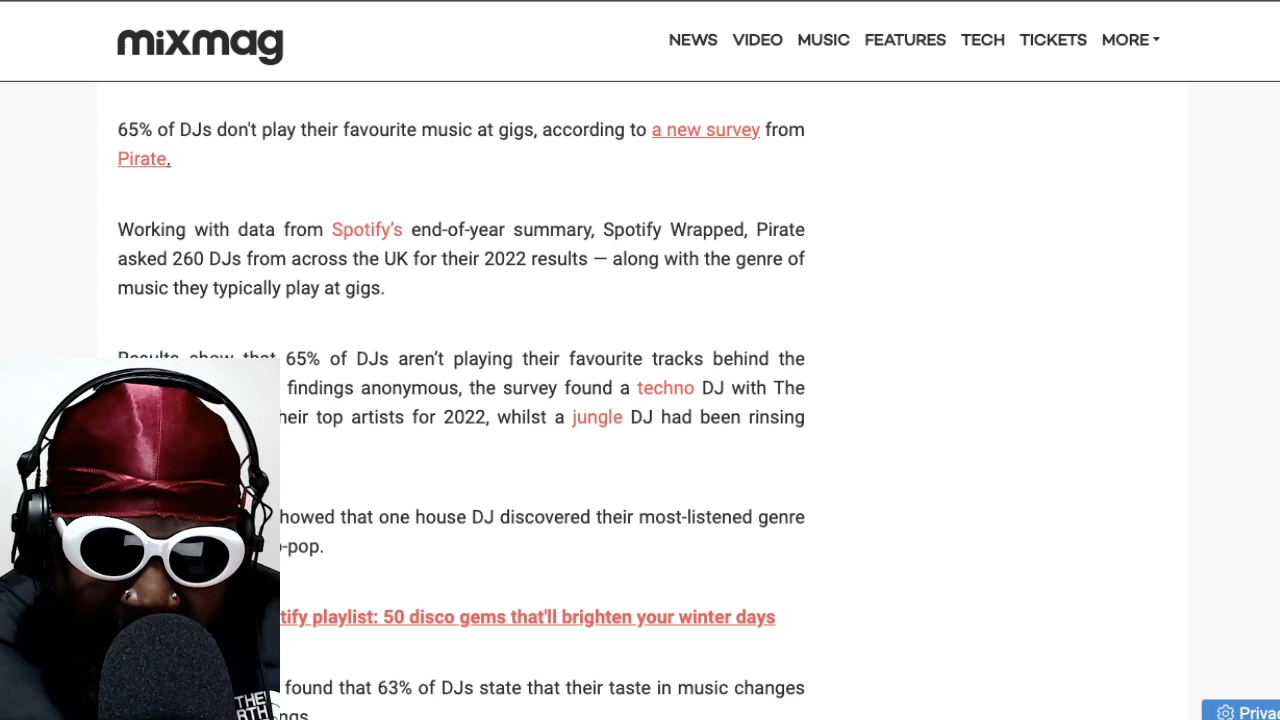 mixmag
NEWS VIDEO MUSIC FEATURES TECH TICKETS MORE
65% of DJs don't play their favourite music at gigs, according to a new survey from
Pirate.
Working with data from Spotify’s end-of-year summary, Spotify Wrapped, Pirate
asked 260 DJs from across the UK for their 2022 results — along with the genre of
music they typically play at gigs.
Results show that 65% of DJs aren’t playing their favourite tracks behind the
findings anonymous, the survey found a techno DJ with The
their top artists for 2022, whilst a jungle DJ had been rinsing
showed that one house DJ discovered their most-listened genre
-pop.
playlist: 50 disco gems that'll brighten your winter days
found that 63% of DJs state that their taste in music changes
THE